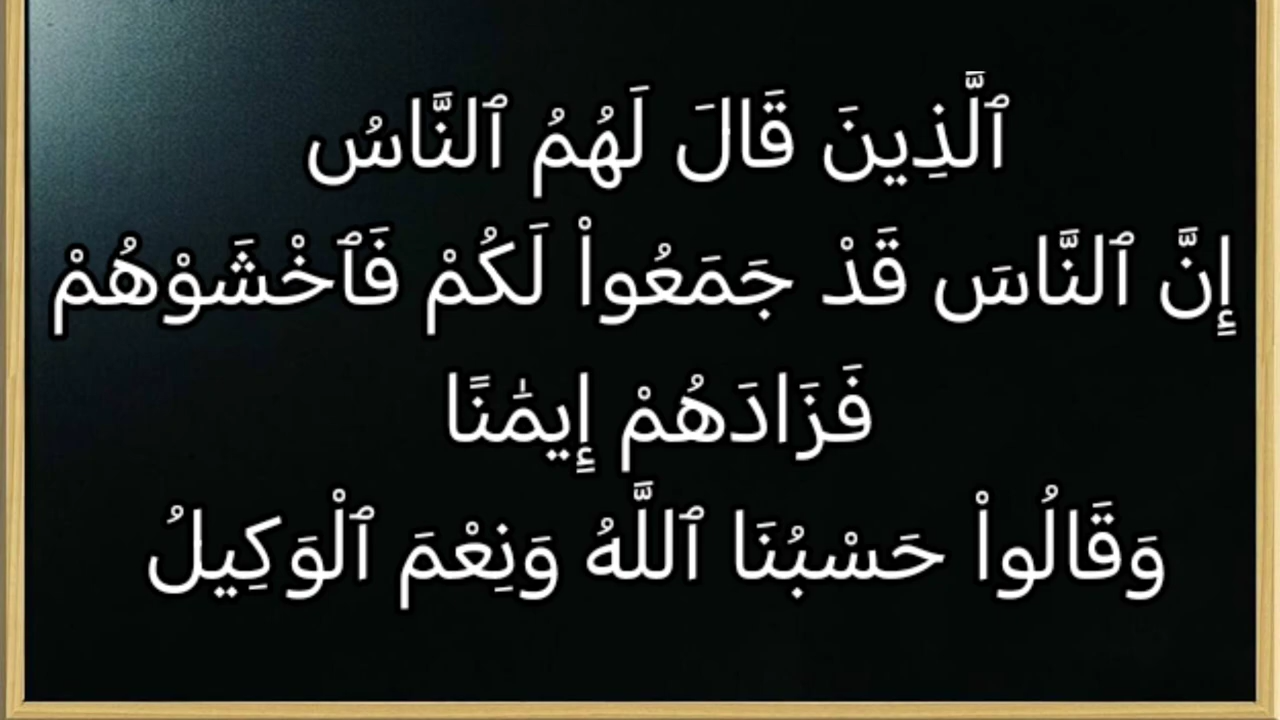 ٱلَّذِينَ قَالَ لَهُمُ ٱلنَّاسُ
إِنَّ ٱلنَّاسَ قَدْ جَمَعُوا۟ لَكُمْ فَٱخْشَوْهُمْ
فَزَادَهُمْ إِيمَٰنًا
وَقَالُوا۟ حَسْبُنَا ٱللَّهُ وَنِعْمَ ٱلْوَكِيلُ